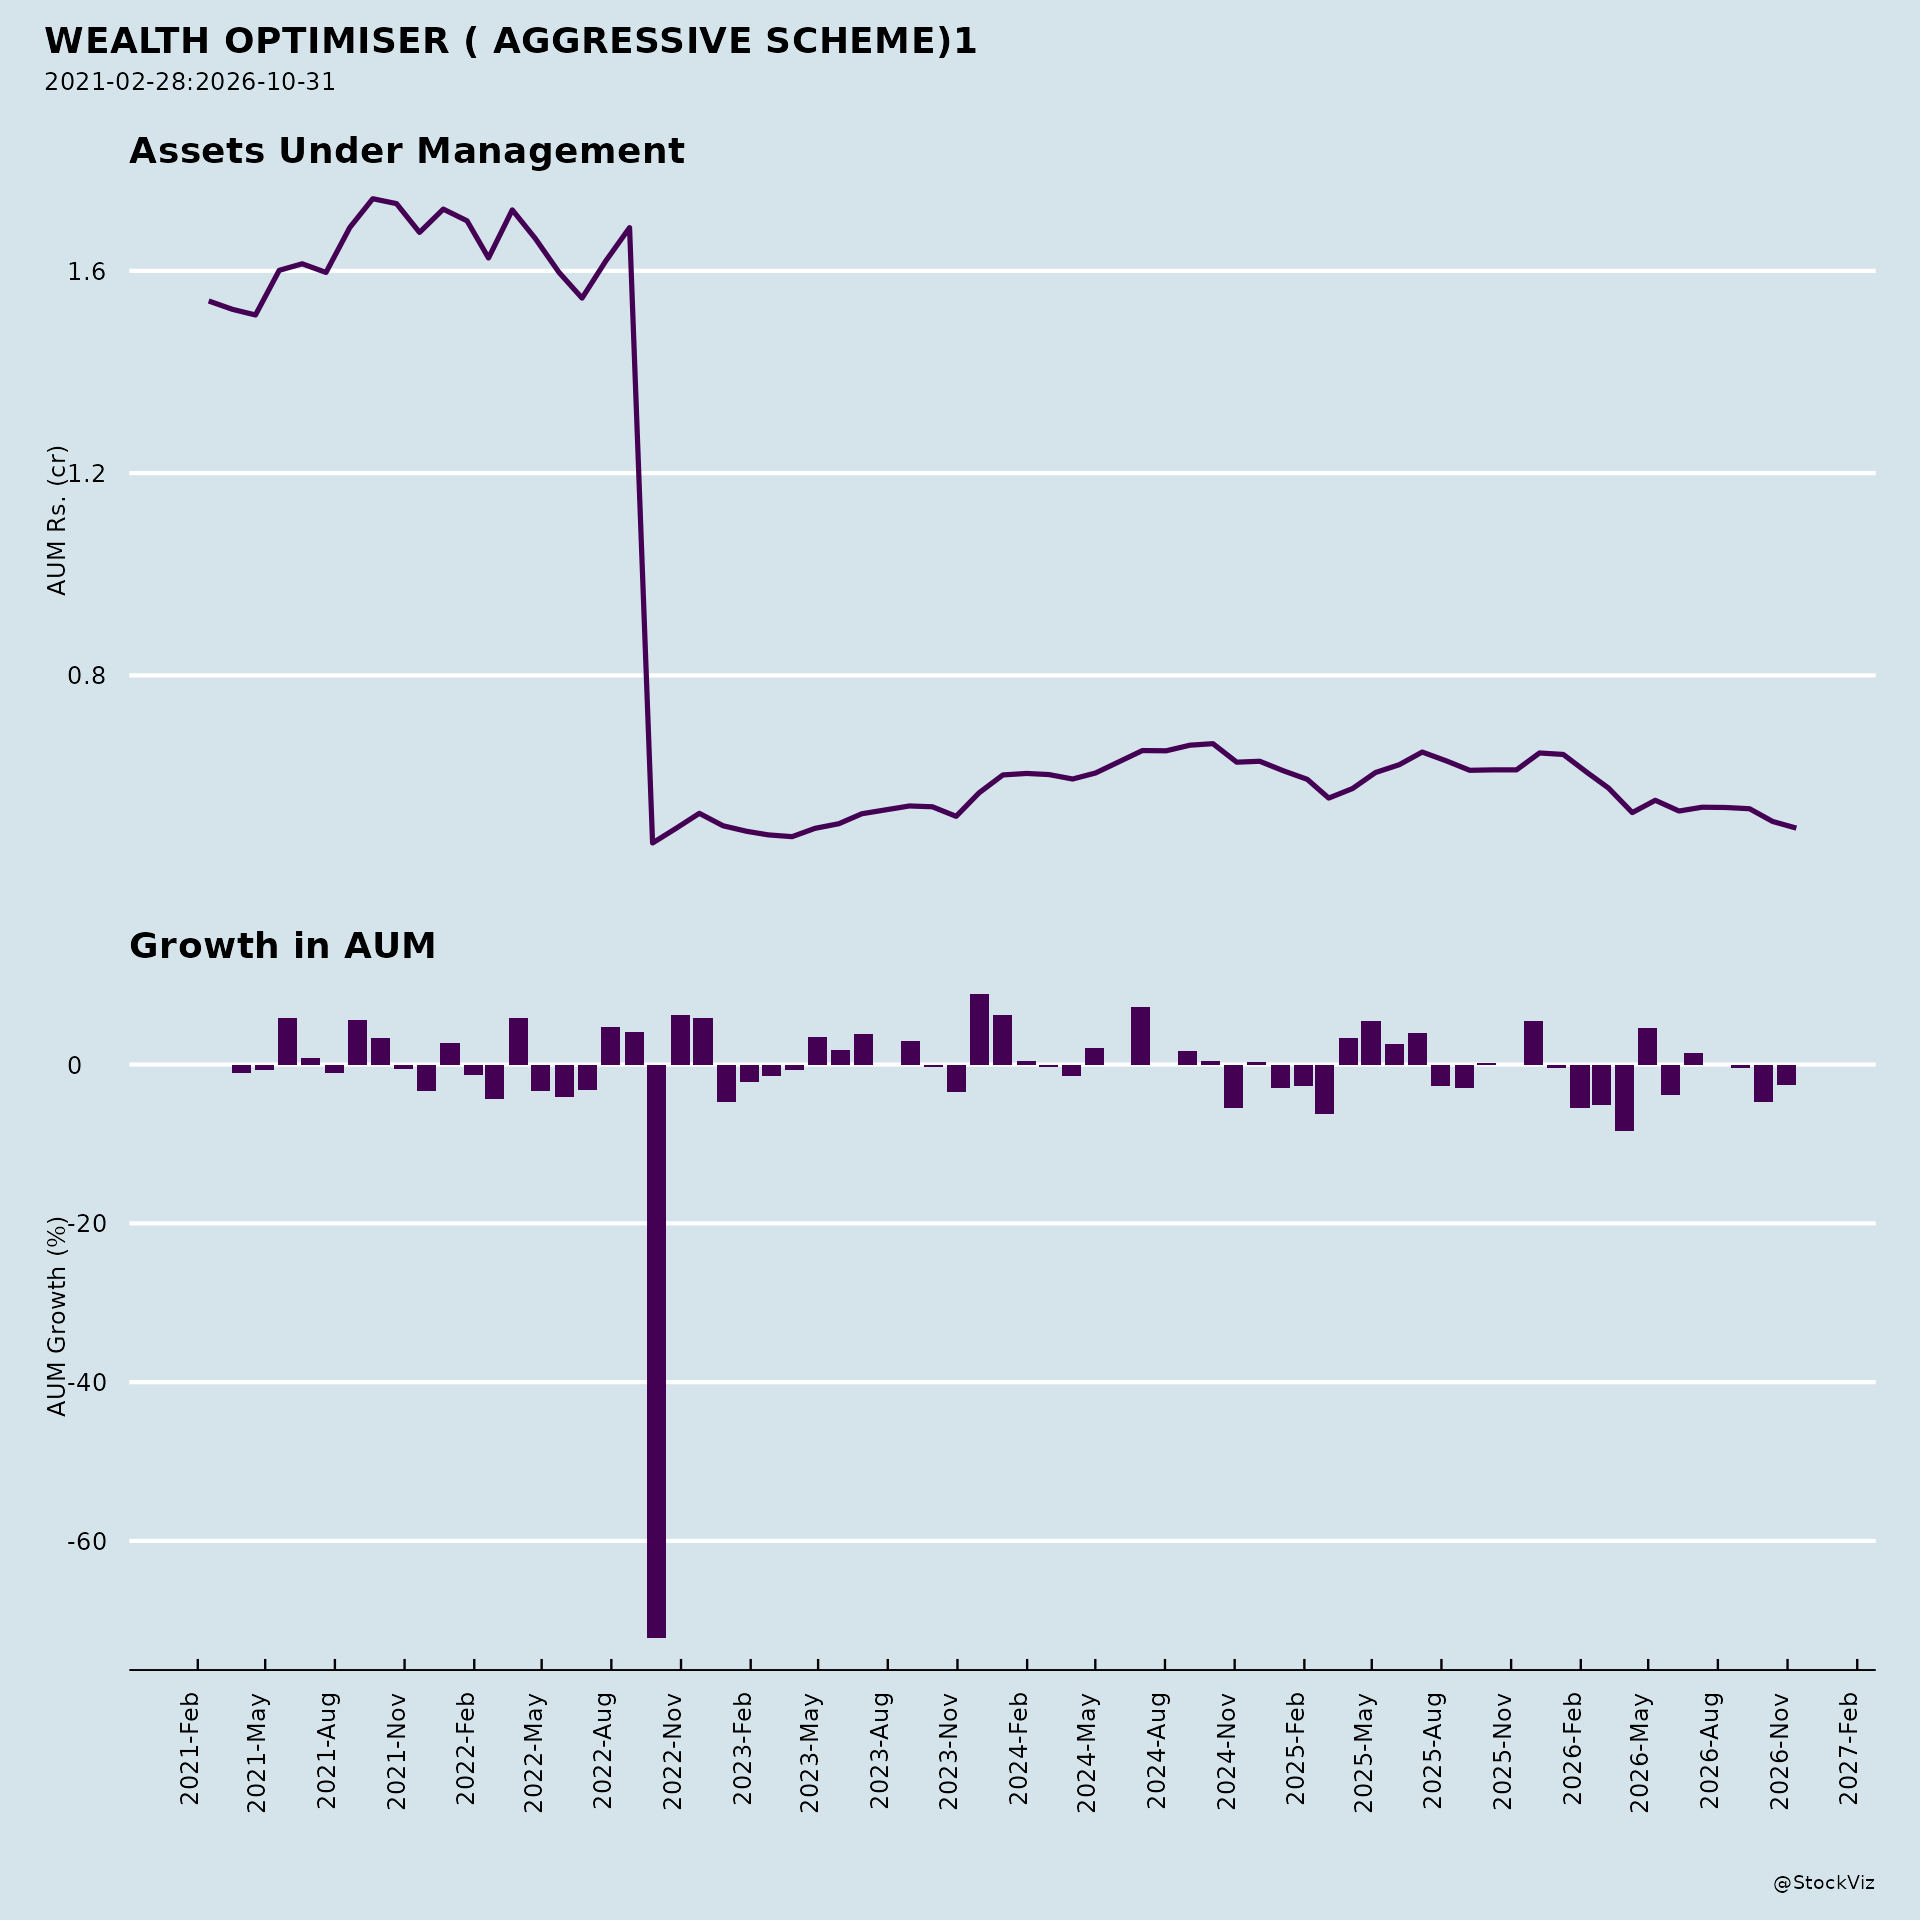 WEALTH OPTIMISER ( AGGRESSIVE SCHEME)1
2021-02-28:2026-10-31
Assets Under Management
AUM Rs. (cr)
1.6
1.2
0.8
Growth in AUM
AUM Growth (%)
0
-20
-40
-60
2021-Feb
2021-May
2021-Aug
2021-Nov
2022-Feb
2022-May
2022-Aug
2022-Nov
2023-Feb
2023-May
2023-Aug
2023-Nov
2024-Feb
2024-May
2024-Aug
2024-Nov
2025-Feb
2025-May
2025-Aug
2025-Nov
2026-Feb
2026-May
2026-Aug
2026-Nov
2027-Feb
@StockViz